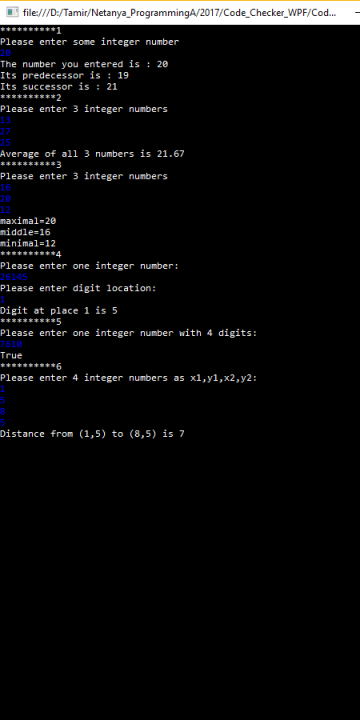 file:///D:/Tamir/Netanya_ProgrammingA/2017/Code_Checker_WPF/Cod...
**********1
Please enter some integer number
20
The number you entered is : 20
Its predecessor is : 19
Its successor is : 21
**********2
Please enter 3 integer numbers
13
27
25
Average of all 3 numbers is 21.67
**********3
Please enter 3 integer numbers
16
20
12
maximal=20
middle=16
minimal=12
**********4
Please enter one integer number:
Please enter digit location:
1
Digit at place 1 is 5
**********5
Please enter one integer number with 4 digits:
True
**********6
Please enter 4 integer numbers as x1,y1,x2,y2:
1
5
8
5
Distance from (1,5) to (8,5) is 7